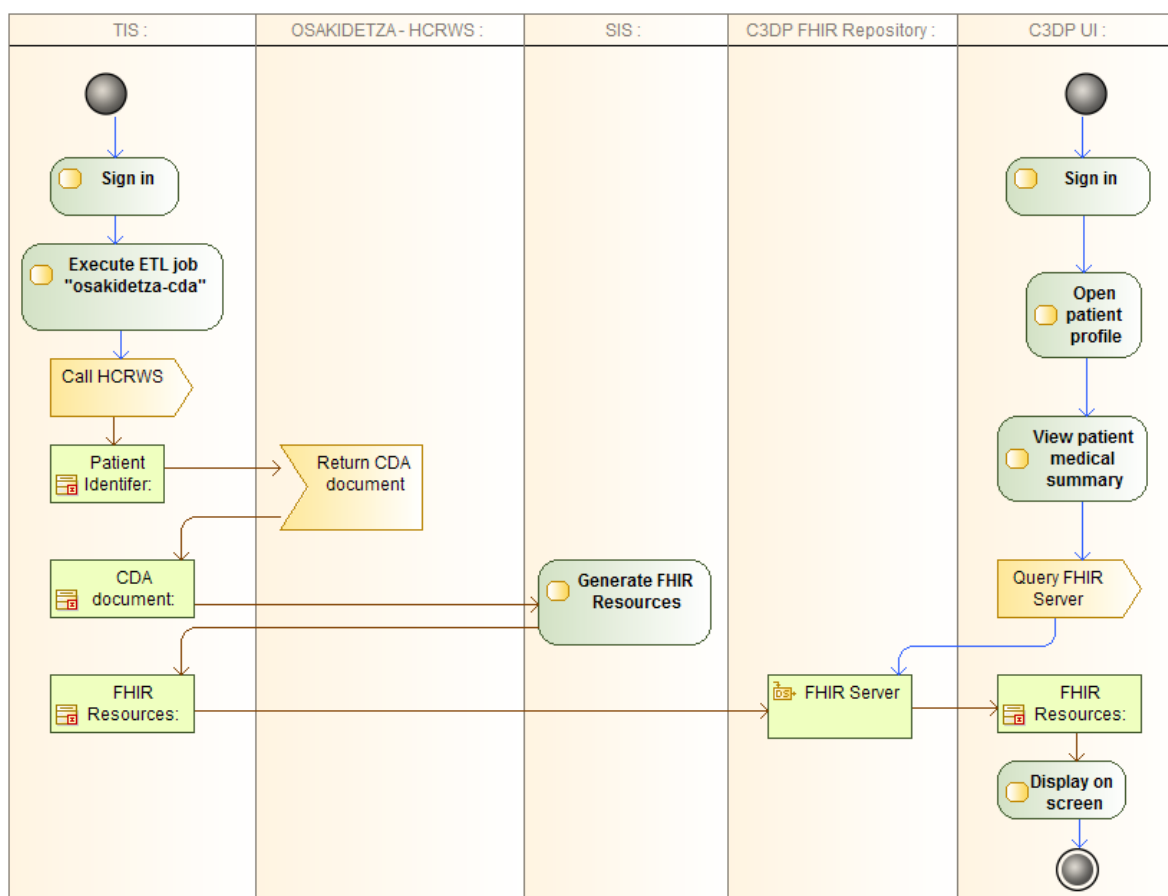 TIS :
OSAKIDETZA - HCRWS :
SIS :
C3DP FHIR Repository :
C3DP UI :
Sign in
Execute ETL job
"osakidetza-cda"
Call HCRWS
Patient
Identifer:
Return CDA
document
CDA
document:
Generate FHIR
Resources
FHIR
Resources:
DS
FHIR Server
Sign in
Open
patient
profile
View patient
medical
summary
Query FHIR
Server
FHIR
Resources:
Display on
screen